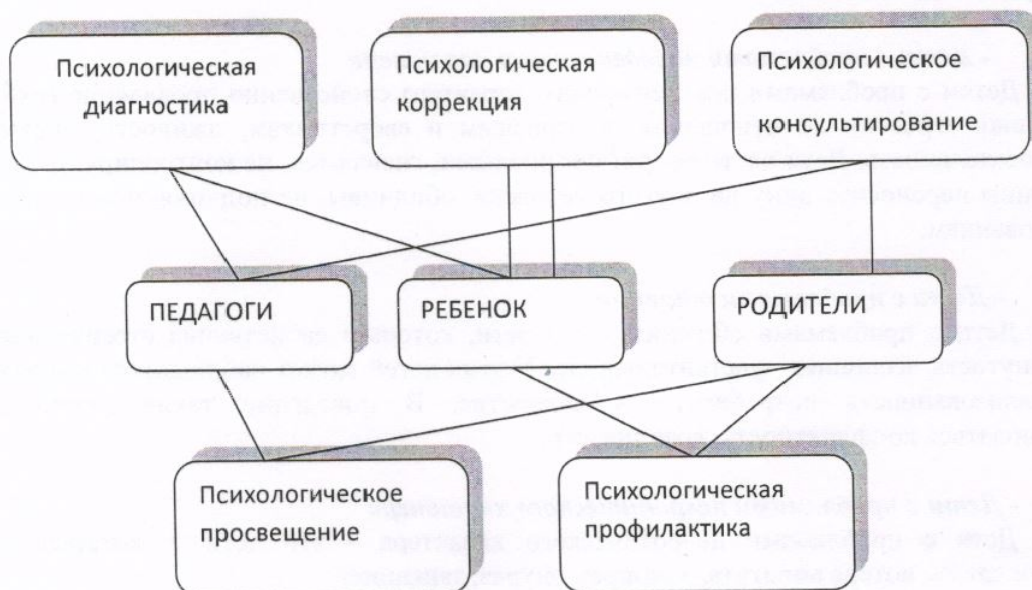 Психологическая
диагностика
Психологическая
коррекция
Психологическое
консультирование
ПЕДАГОГИ
РЕБЕНОК
РОДИТЕЛИ
Психологическое
просвещение
Психологическая
профилактика